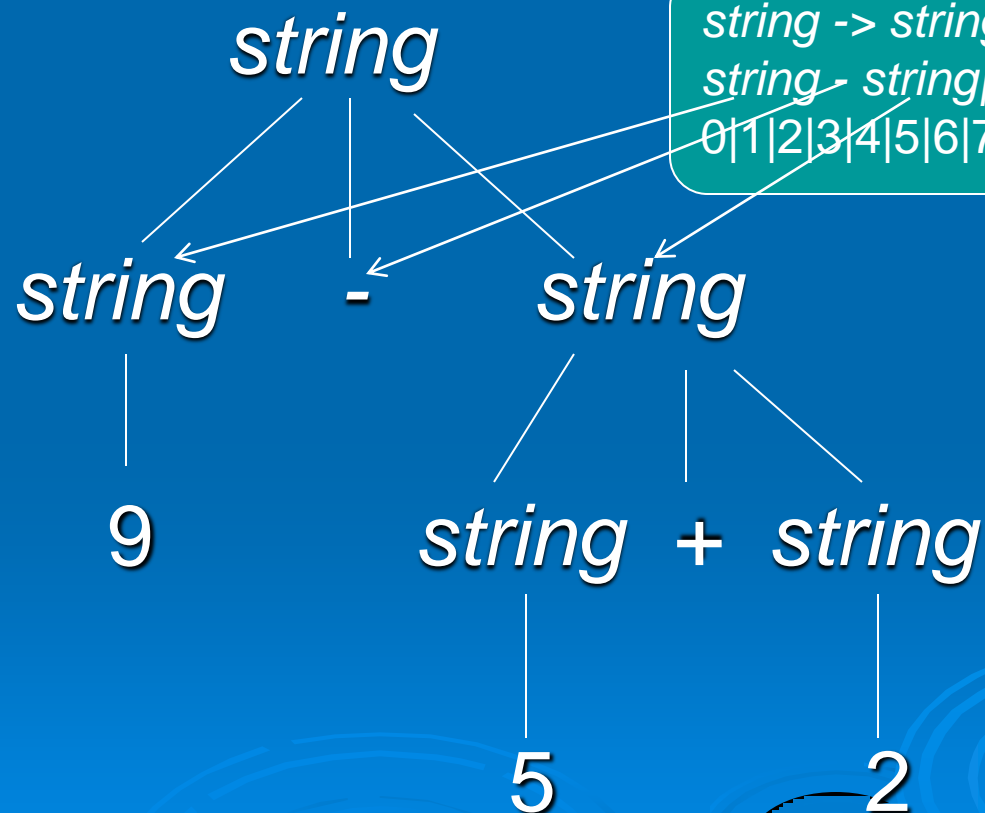 string
string -> string
string - string|
0|1|2|3|4|5|6|7
string - string
9 string + string
5 2